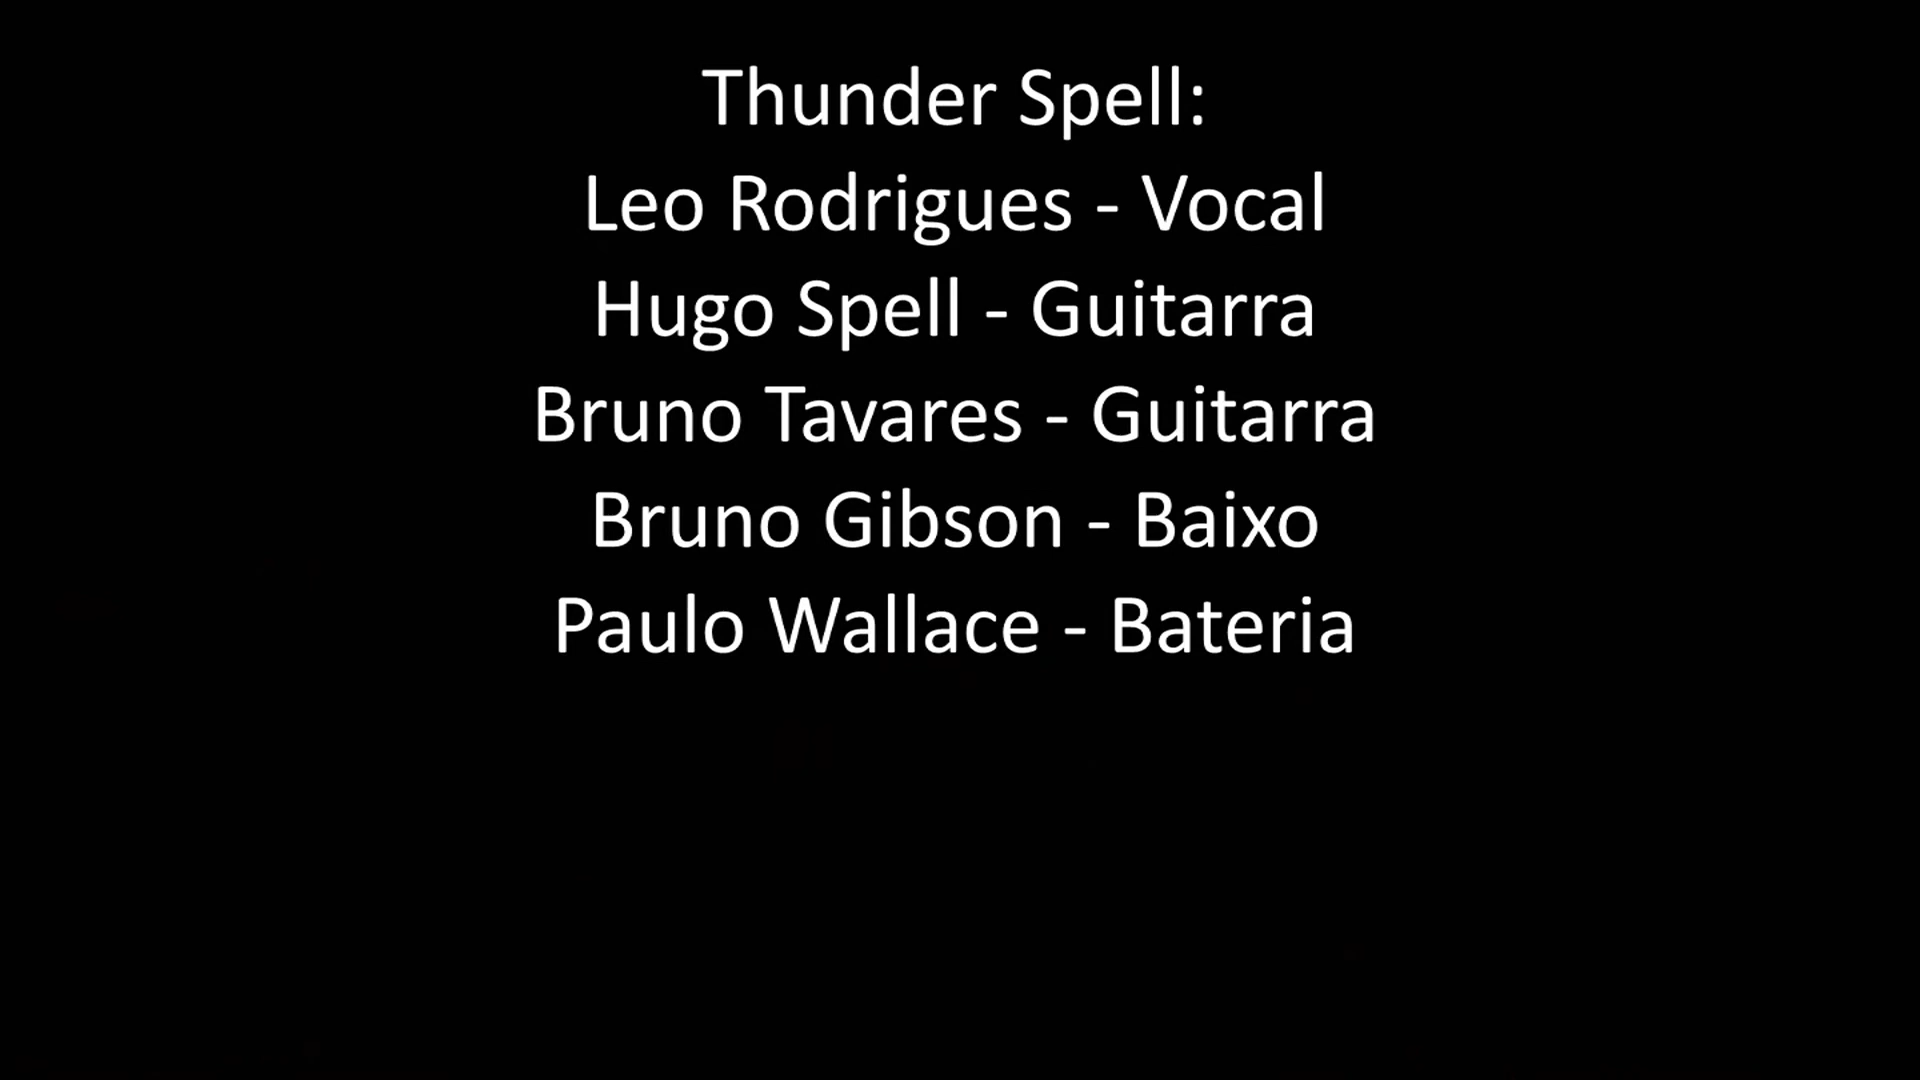 Thunder Spell:
Leo Rodrigues - Vocal
Hugo Spell - Guitarra
Bruno Tavares - Guitarra
Bruno Gibson - Baixo
Paulo Wallace - Bateria